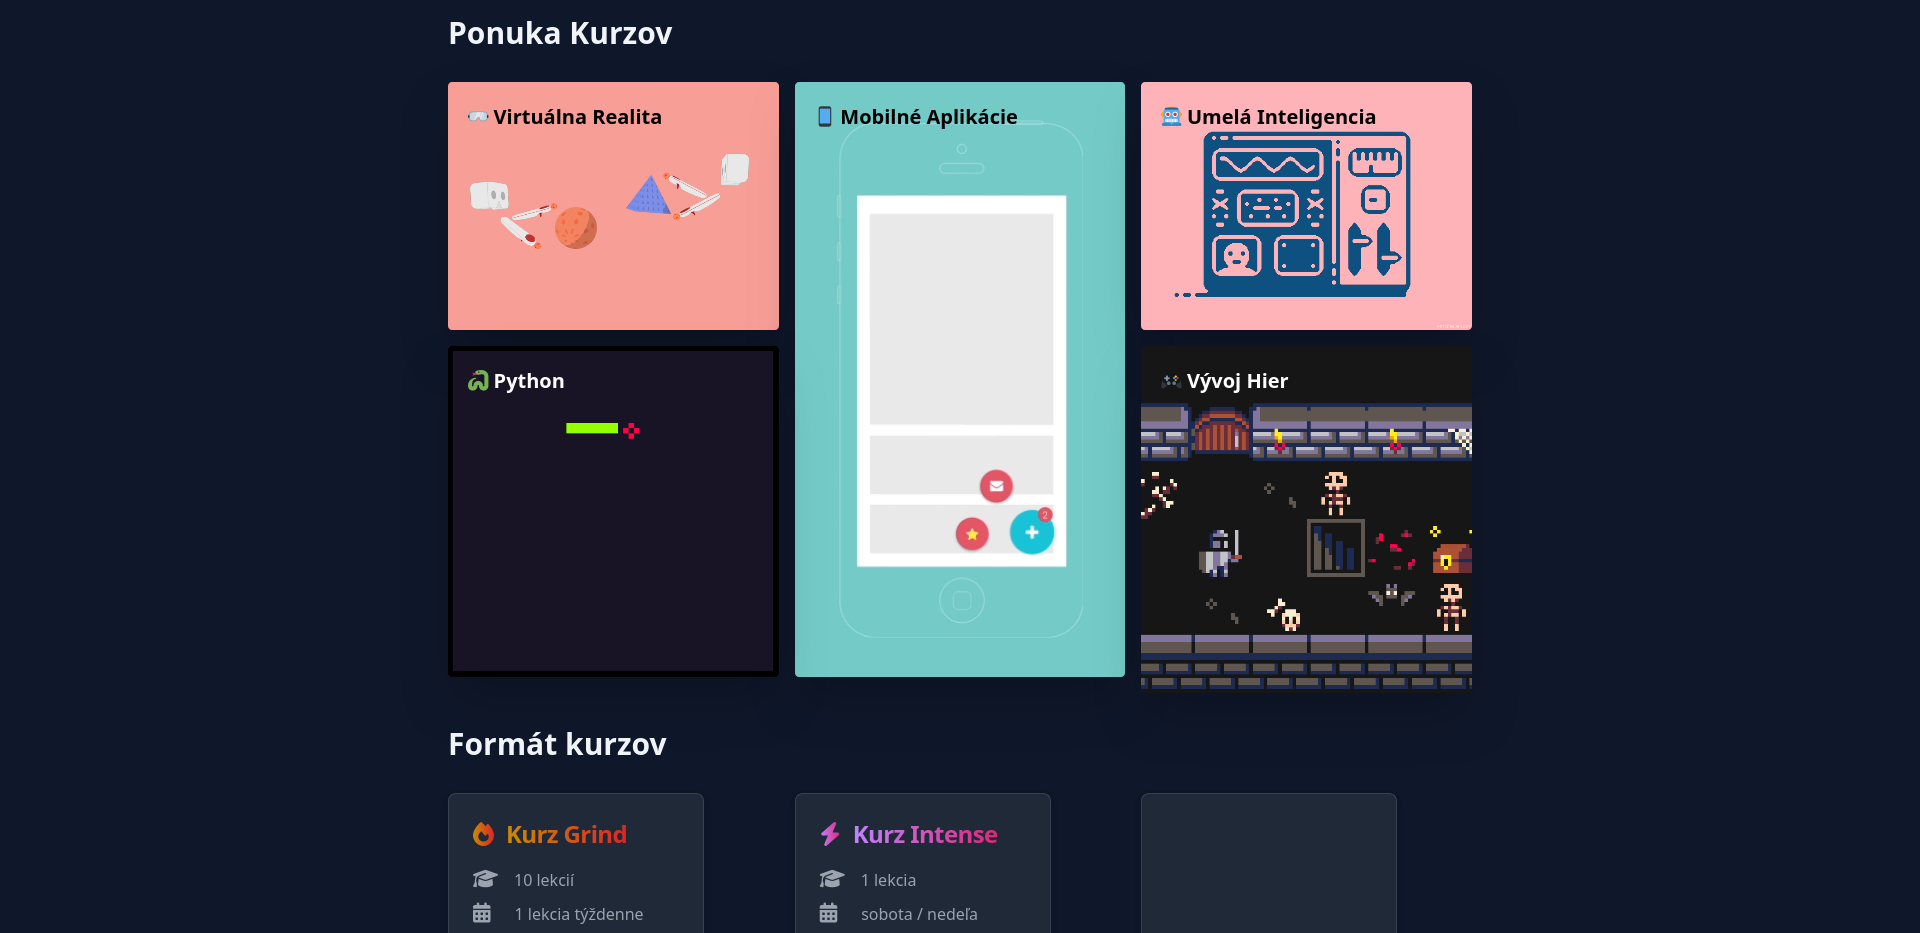 Ponuka Kurzov
Virtuálna Realita
Mobilné Aplikácie
Umelá Inteligencia
Python
Vývoj Hier
2
Formát kurzov
Kurz Grind
10 lekcií
1 lekcia týždenne
Kurz Intense
1 lekcia
sobota / nedeľa